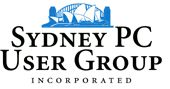 SYDNEY PC
USER GROUP
INCORPORATED